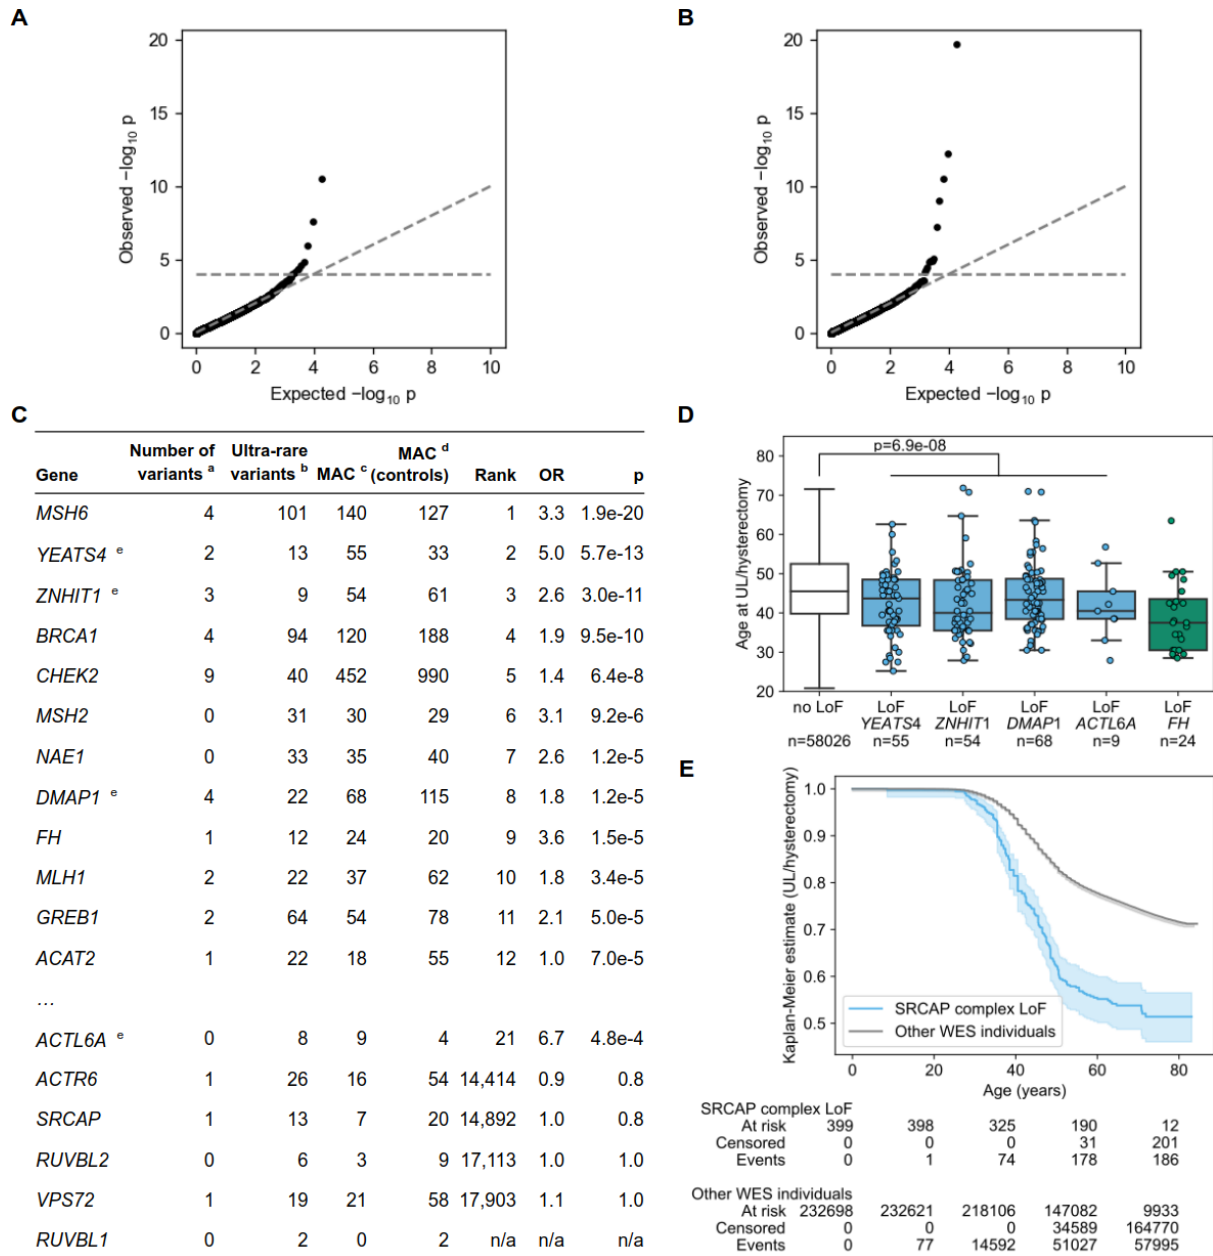 A
B
20
15
10
5
0
Observed −log10 p
0 2 4 6 8 10
Expected −log10 p
20
15
10
5
0
Observed −log10 p
0 2 4 6 8 10
Expected −log10 p
C
Gene Number of variants a Ultra-rare variants b MAC c MAC d (controls) Rank OR p
MSH6 4 101 140 127 1 3.3 1.9e-20
YEATS4 e 2 13 55 33 2 5.0 5.7e-13
ZNHIT1 e 3 9 54 61 3 2.6 3.0e-11
BRCA1 4 94 120 188 4 1.9 9.5e-10
CHEK2 9 40 452 990 5 1.4 6.4e-8
MSH2 0 31 30 29 6 3.1 9.2e-6
NAE1 0 33 35 40 7 2.6 1.2e-5
DMAP1 e 4 22 68 115 8 1.8 1.2e-5
FH 1 12 24 20 9 3.6 1.5e-5
MLH1 2 22 37 62 10 1.8 3.4e-5
GREB1 2 64 54 78 11 2.1 5.0e-5
ACAT2 1 22 18 55 12 1.0 7.0e-5
...
ACTL6A e 0 8 9 4 21 6.7 4.8e-4
ACTR6 1 26 16 54 14,414 0.9 0.8
SRCAP 1 13 7 20 14,892 1.0 0.8
RUVBL2 0 6 3 9 17,113 1.0 1.0
VPS72 1 19 21 58 17,903 1.1 1.0
RUVBL1 0 2 0 2 n/a n/a n/a
D
p=6.9e-08
80
70
60
50
40
30
20
Age at UL/hysterectomy
no LoF LoF LoF LoF LoF LoF
YEATS4 ZNHIT1 DMAP1 ACTL6A FH
n=58026 n=55 n=54 n=68 n=9 n=24
E
1.0
0.9
0.8
0.7
0.6
0.5
Kaplan-Meier estimate (UL/hysterectomy)
SRCAP complex LoF
Other WES individuals
0 20 40 60 80
Age (years)
SRCAP complex LoF
At risk 399 398 325 190 12
Censored 0 0 0 31 201
Events 0 1 74 178 186
Other WES individuals
At risk 232698 232621 218106 147082 9933
Censored 0 0 0 34589 164770
Events 0 77 14592 51027 57995